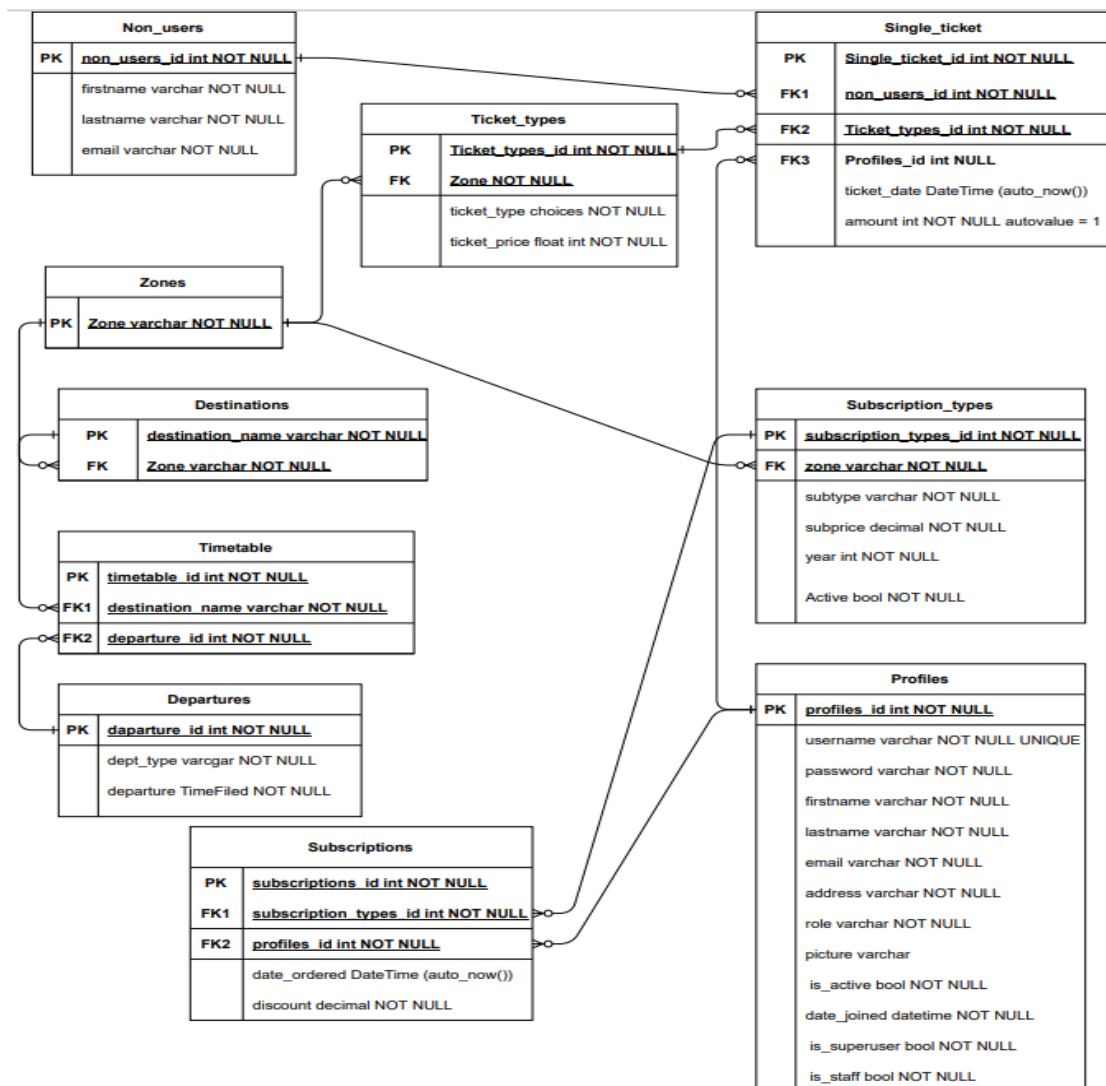 Non_users
PK non_users_id int NOT NULL
firstname varchar NOT NULL
lastname varchar NOT NULL
email varchar NOT NULL
Single_ticket
PK Single_ticket_id int NOT NULL
FK1 non_users_id int NOT NULL
FK2 Ticket_types_id int NOT NULL
FK3 Profiles_id int NULL
ticket_date DateTime (auto_now())
amount int NOT NULL autovalue = 1
Ticket_types
PK Ticket_types_id int NOT NULL
FK Zone NOT NULL
ticket_type choices NOT NULL
ticket_price float int NOT NULL
Zones
PK Zone varchar NOT NULL
Destinations
PK destination_name varchar NOT NULL
FK Zone varchar NOT NULL
Subscription_types
PK subscription_types_id int NOT NULL
FK zone varchar NOT NULL
subtype varchar NOT NULL
subprice decimal NOT NULL
year int NOT NULL
Active bool NOT NULL
Timetable
PK timetable_id int NOT NULL
FK1 destination_name varchar NOT NULL
FK2 departure_id int NOT NULL
Departures
PK daparture_id int NOT NULL
dept_type varcgar NOT NULL
departure TimeFiled NOT NULL
Profiles
PK profiles_id int NOT NULL
username varchar NOT NULL UNIQUE
password varchar NOT NULL
firstname varchar NOT NULL
lastname varchar NOT NULL
email varchar NOT NULL
address varchar NOT NULL
role varchar NOT NULL
picture varchar
is_active bool NOT NULL
date_joined datetime NOT NULL
is_superuser bool NOT NULL
is_staff bool NOT NULL
Subscriptions
PK subscriptions_id int NOT NULL
FK1 subscription_types_id int NOT NULL
FK2 profiles_id int NOT NULL
date_ordered DateTime (auto_now())
discount decimal NOT NULL